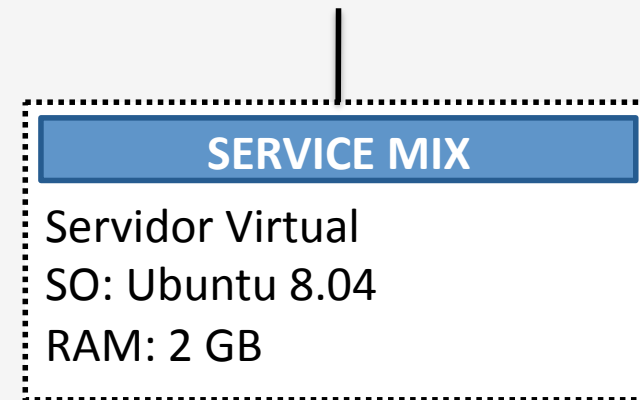 SERVICE MIX
Servidor Virtual
SO: Ubuntu 8.04
RAM: 2 GB